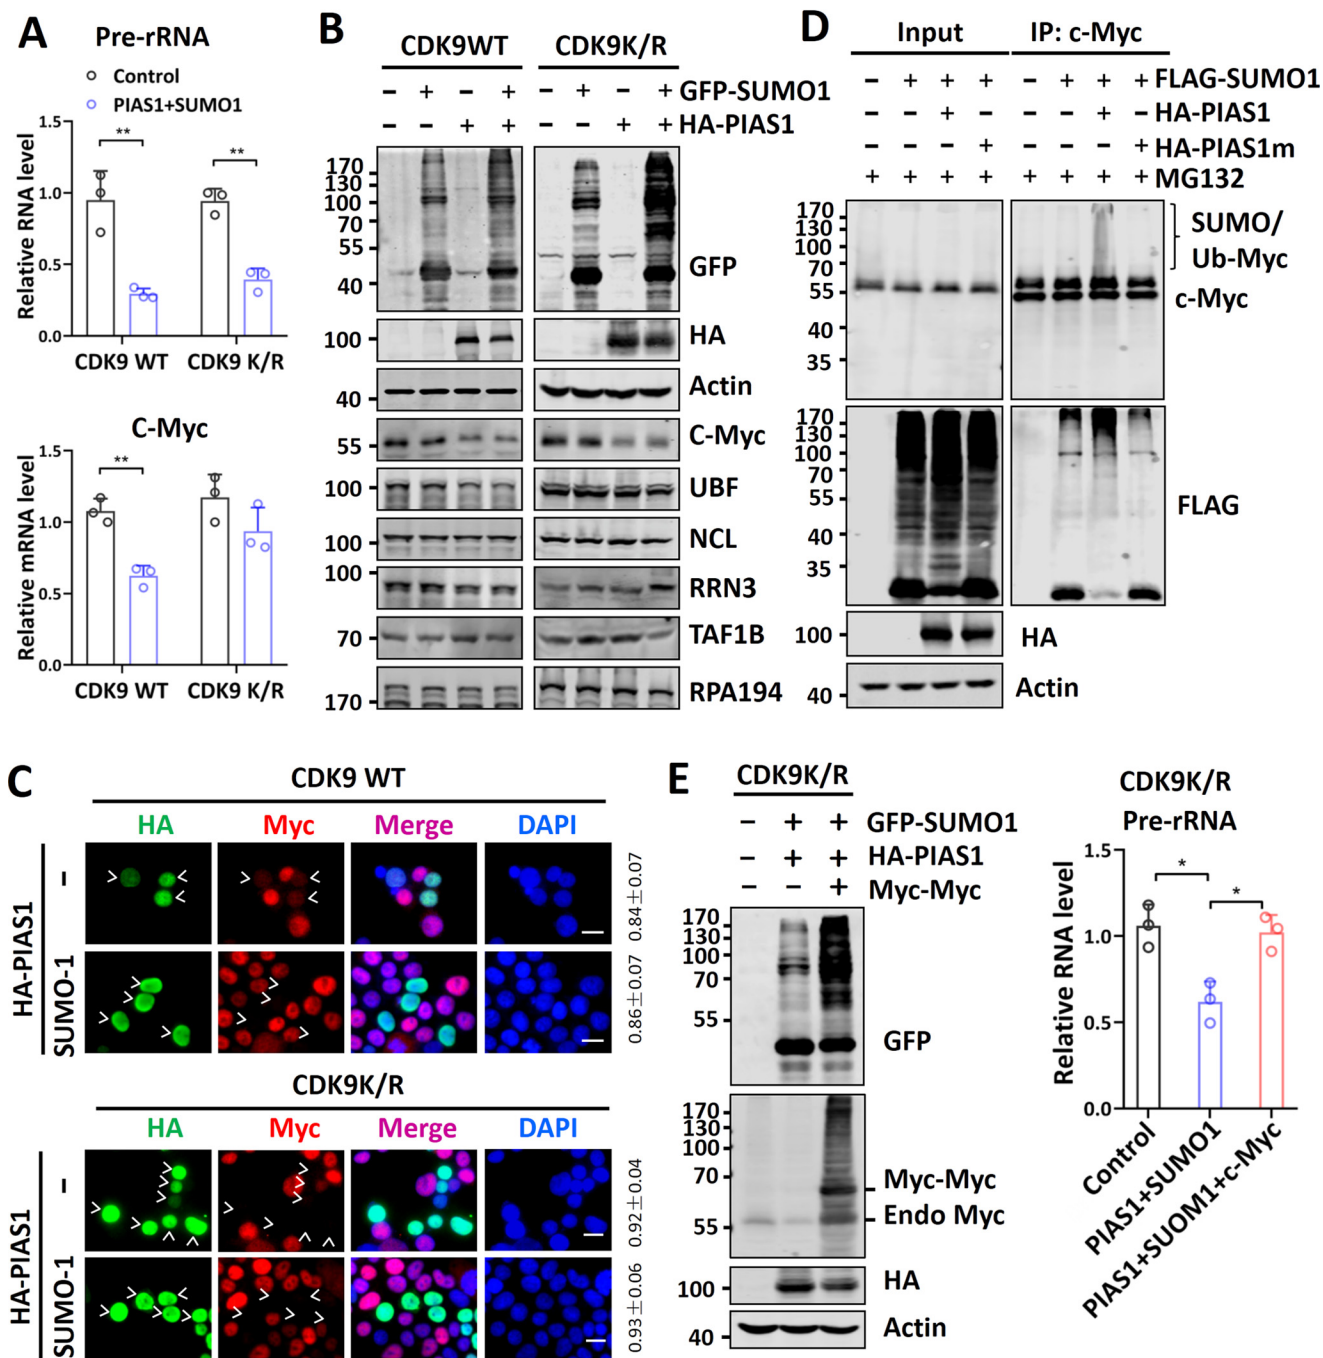 A
Pre-rRNA
Control
PIAS1+SUMO1
Relative RNA level
1.5
1.0
0.5
0.0
**
**
CDK9 WT
CDK9 K/R
C-Myc
Relative mRNA level
1.5
1.0
0.5
0.0
**
CDK9 WT
CDK9 K/R
B
CDK9WT
CDK9K/R
– + – + – + – + GFP-SUMO1
– – + + – – + + HA-PIAS1
170
130
100
70
55
40
GFP
100
HA
40
Actin
55
C-Myc
100
UBF
100
NCL
100
RRN3
70
TAF1B
170
RPA194
D
Input
IP: c-Myc
– + + + – + + + FLAG-SUMO1
– – + – – – + – HA-PIAS1
– – – + – – – + HA-PIAS1m
+ + + + + + + + MG132
170
130
100
70
55
40
35
SUMO/
Ub-Myc
c-Myc
170
130
100
70
55
40
35
FLAG
100
HA
40
Actin
C
CDK9 WT
HA Myc Merge DAPI
HA-PIAS1
–
SUMO-1
0.84±0.07
0.86±0.07
CDK9K/R
HA Myc Merge DAPI
HA-PIAS1
–
SUMO-1
0.92±0.04
0.93±0.06
E
CDK9K/R
– + + GFP-SUMO1
– + + HA-PIAS1
– – + Myc-Myc
170
130
100
70
55
GFP
170
130
100
70
55
Myc-Myc
Endo Myc
100
HA
40
Actin
CDK9K/R
Pre-rRNA
Relative RNA level
1.5
1.0
0.5
0.0
*
*
Control
PIAS1+SUMO1
PIAS1+SUOM1+c-Myc